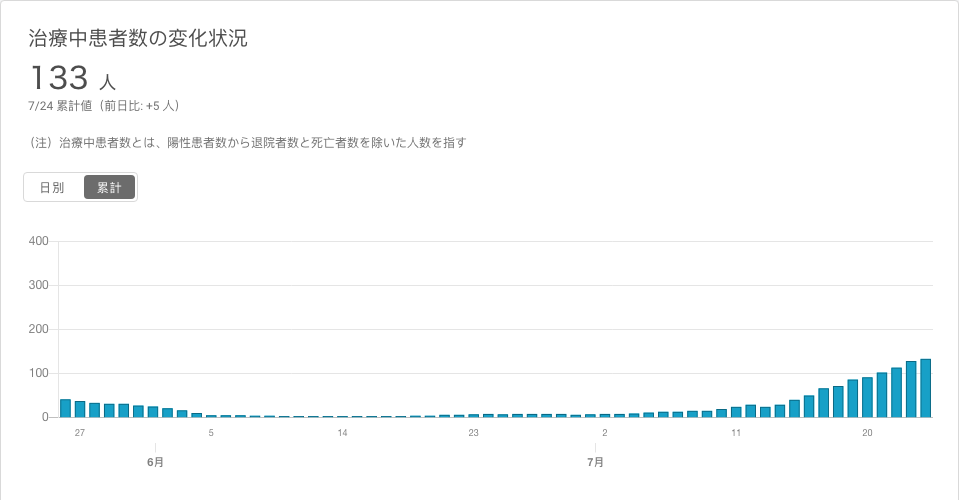 治療中患者数の変化状況
133 人
7/24 累計値（前日比: +5 人）
（注）治療中患者数とは、陽性患者数から退院者数と死亡者数を除いた人数を指す
日別 累計
400
300
200
100
0
27 5 14 23 2 11 20
6月 7月